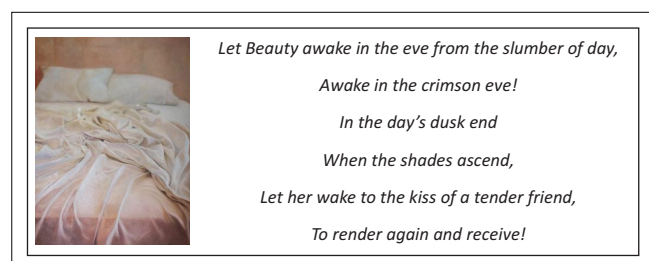 Let Beauty awake in the eve from the slumber of day,
Awake in the crimson eve!
In the day’s dusk end
When the shades ascend,
Let her wake to the kiss of a tender friend,
To render again and receive!